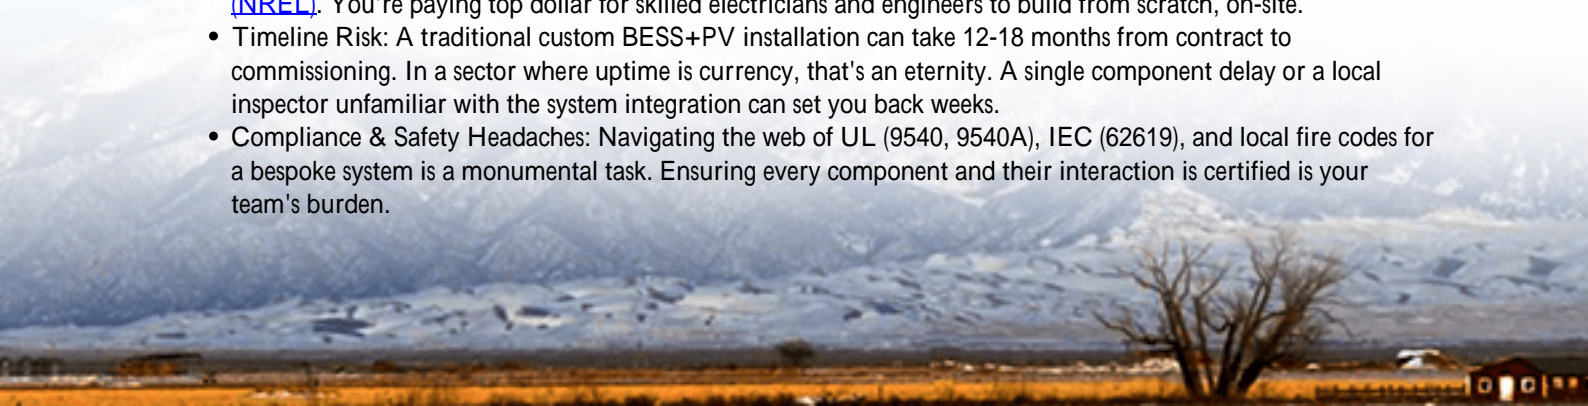 (NREL). You're paying top dollar for skilled electricians and engineers to build from scratch, on-site.
• Timeline Risk: A traditional custom BESS+PV installation can take 12-18 months from contract to
commissioning. In a sector where uptime is currency, that's an eternity. A single component delay or a local
inspector unfamiliar with the system integration can set you back weeks.
• Compliance & Safety Headaches: Navigating the web of UL (9540, 9540A), IEC (62619), and local fire codes for
a bespoke system is a monumental task. Ensuring every component and their interaction is certified is your
team's burden.